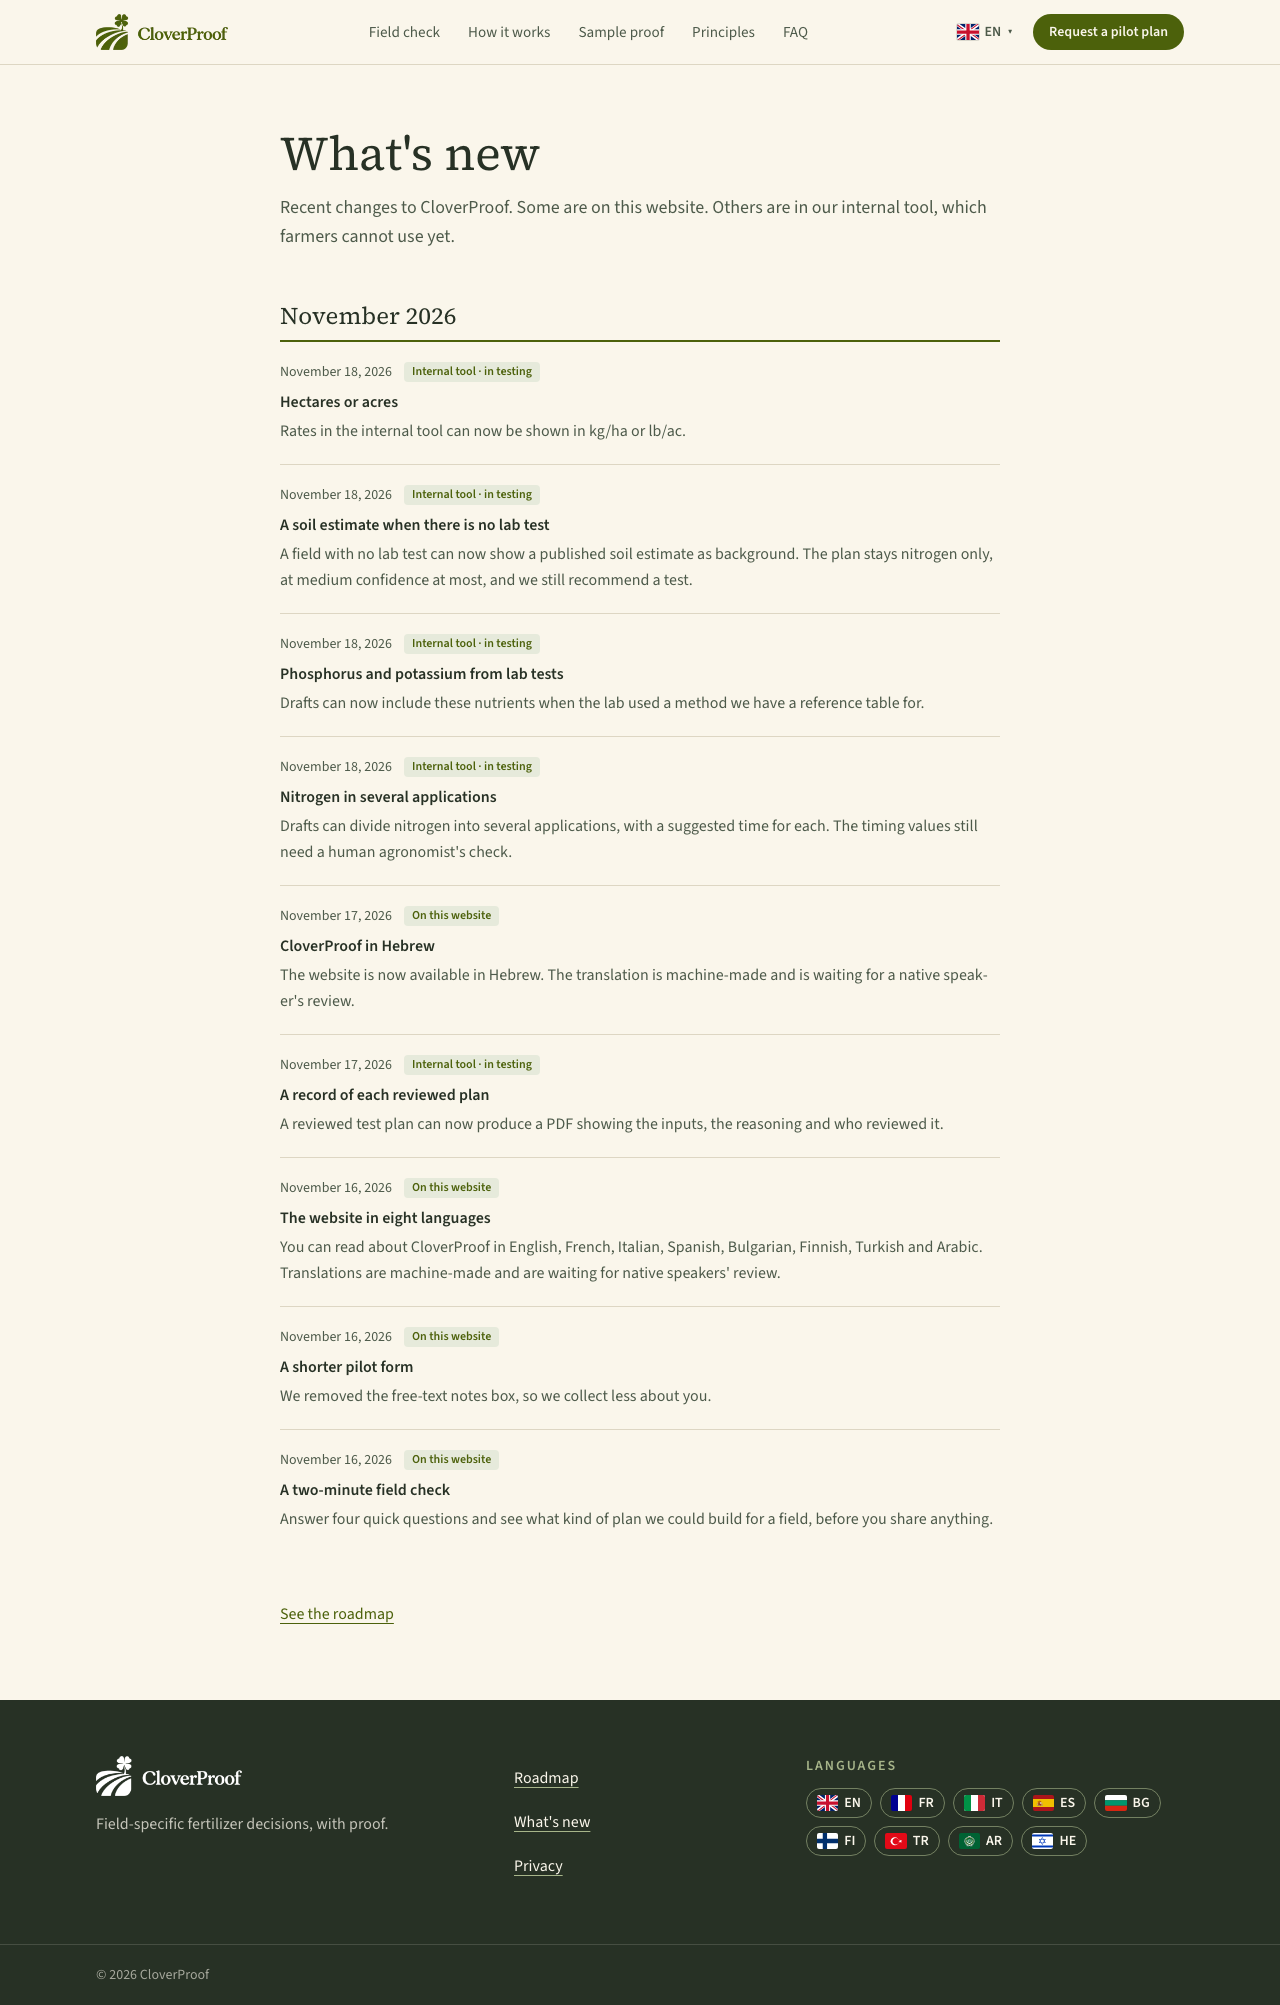 CloverProof
Field check
How it works
Sample proof
Principles
FAQ
EN
Request a pilot plan
What's new
Recent changes to CloverProof. Some are on this website. Others are in our internal tool, which
farmers cannot use yet.
November 2026
November 18, 2026 Internal tool · in testing
Hectares or acres
Rates in the internal tool can now be shown in kg/ha or lb/ac.
November 18, 2026 Internal tool · in testing
A soil estimate when there is no lab test
A field with no lab test can now show a published soil estimate as background. The plan stays nitrogen only,
at medium confidence at most, and we still recommend a test.
November 18, 2026 Internal tool · in testing
Phosphorus and potassium from lab tests
Drafts can now include these nutrients when the lab used a method we have a reference table for.
November 18, 2026 Internal tool · in testing
Nitrogen in several applications
Drafts can divide nitrogen into several applications, with a suggested time for each. The timing values still
need a human agronomist's check.
November 17, 2026 On this website
CloverProof in Hebrew
The website is now available in Hebrew. The translation is machine-made and is waiting for a native speak-
er's review.
November 17, 2026 Internal tool · in testing
A record of each reviewed plan
A reviewed test plan can now produce a PDF showing the inputs, the reasoning and who reviewed it.
November 16, 2026 On this website
The website in eight languages
You can read about CloverProof in English, French, Italian, Spanish, Bulgarian, Finnish, Turkish and Arabic.
Translations are machine-made and are waiting for native speakers' review.
November 16, 2026 On this website
A shorter pilot form
We removed the free-text notes box, so we collect less about you.
November 16, 2026 On this website
A two-minute field check
Answer four quick questions and see what kind of plan we could build for a field, before you share anything.
See the roadmap
CloverProof
Field-specific fertilizer decisions, with proof.
Roadmap
What's new
Privacy
LANGUAGES
EN FR IT ES BG
FI TR AR HE
© 2026 CloverProof